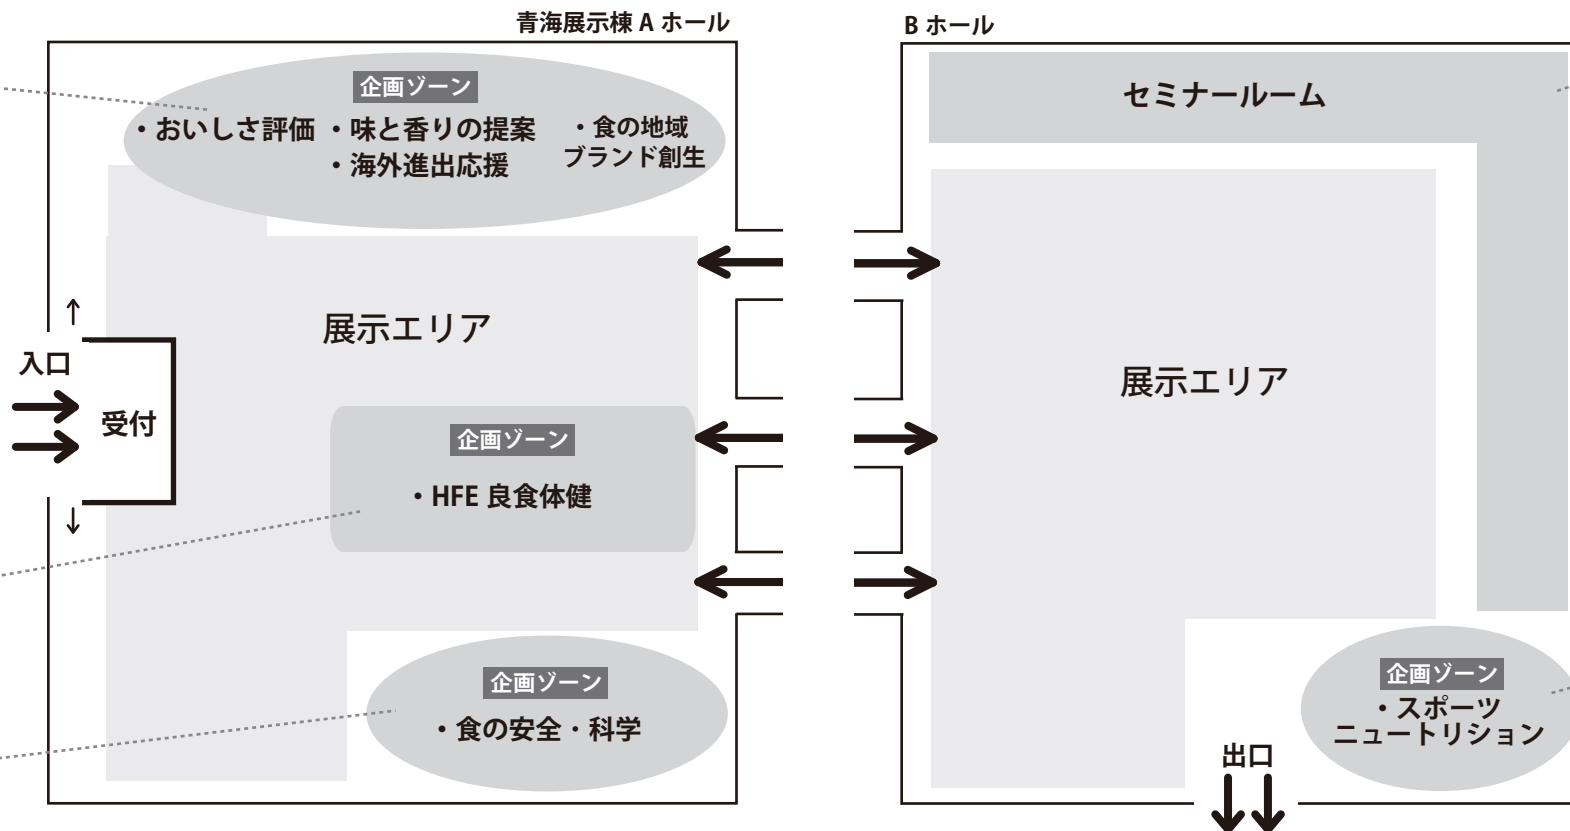 青海展示棟 A ホール
企画ゾーン
・おいしさ評価 ・味と香りの提案
・海外進出応援
・食の地域
ブランド創生
展示エリア
入口
受付
企画ゾーン
・HFE 良食体健
企画ゾーン
・食の安全・科学
B ホール
セミナールーム
展示エリア
企画ゾーン
・スポーツ
ニュートリション
出口